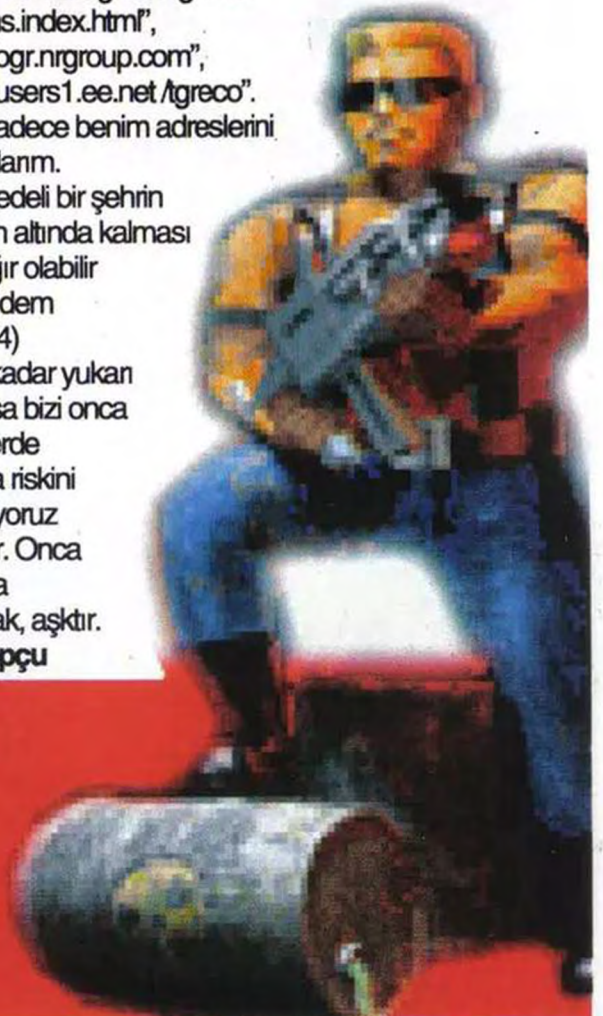 s.index.html",
ogr.nrgroup.com",
users1.ee.net/tgreco".
adece benim adreslerini
larım.
edeli bir şehrin
n altında kalması
ğır olabilir
dem
4)
kadar yukarı
sa bizi onca
erde
a riskini
yoruz
r. Onca
a
ak, aşktır.
pçu